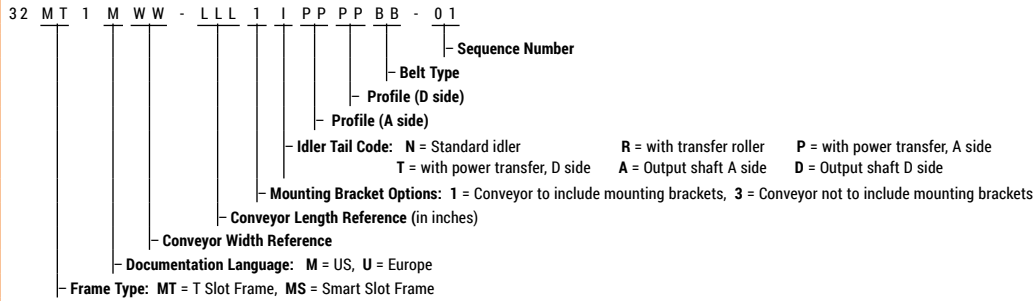 32 MT 1 M WW - LLL 1 I PP PP BB - 01
Sequence Number
Belt Type
Profile (D side)
Profile (A side)
Idler Tail Code: N = Standard idler R = with transfer roller P = with power transfer, A side
T = with power transfer, D side A = Output shaft A side D = Output shaft D side
Mounting Bracket Options: 1 = Conveyor to include mounting brackets, 3 = Conveyor not to include mounting brackets
Conveyor Length Reference (in inches)
Conveyor Width Reference
Documentation Language: M = US, U = Europe
Frame Type: MT = T Slot Frame, MS = Smart Slot Frame